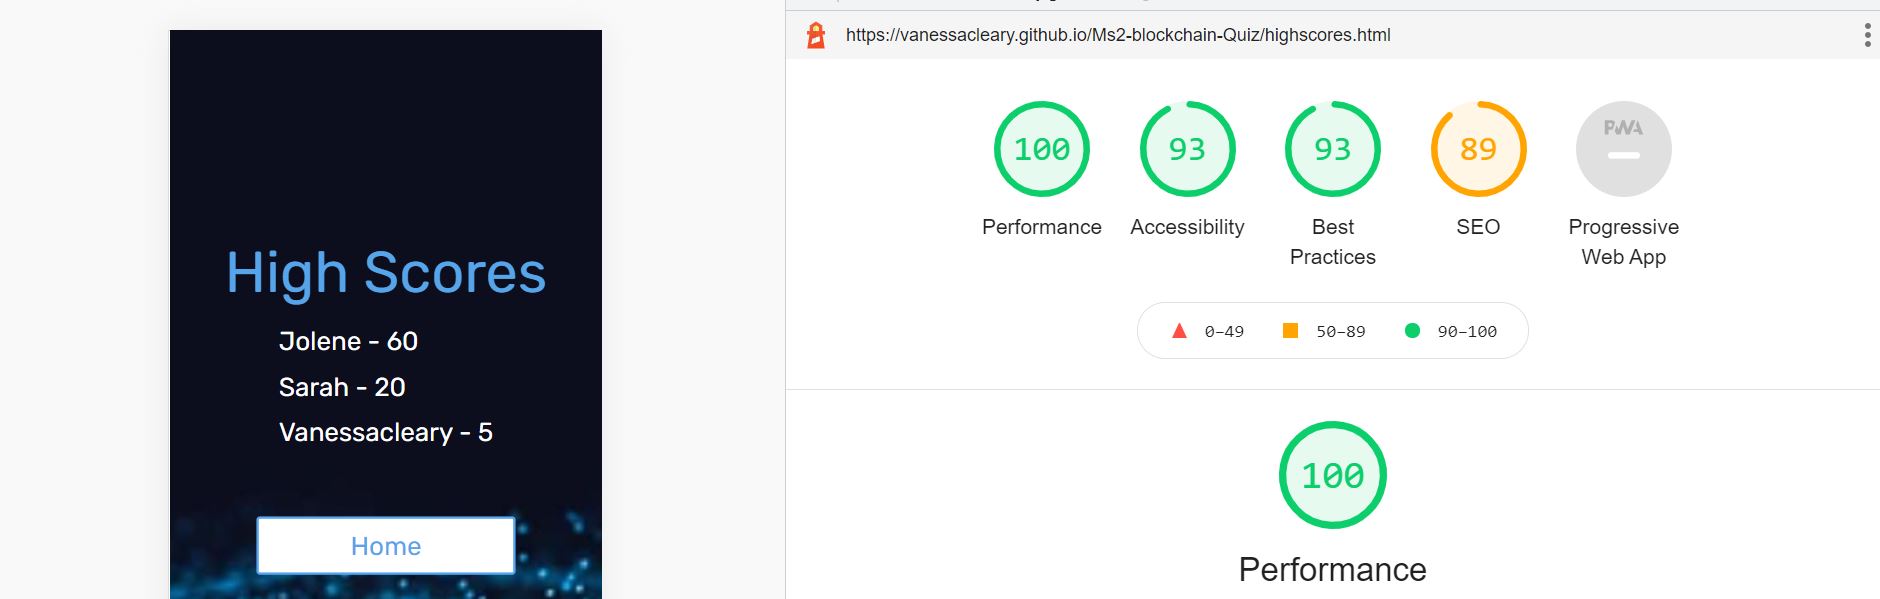 High Scores
Jolene - 60
Sarah - 20
Vanessacleary - 5
Home
https://vanessacleary.github.io/Ms2-blockchain-Quiz/highscores.html
100
93
93
89
PWA
Performance
Accessibility
Best
Practices
SEO
Progressive
Web App
0–49
50–89
90–100
100
Performance